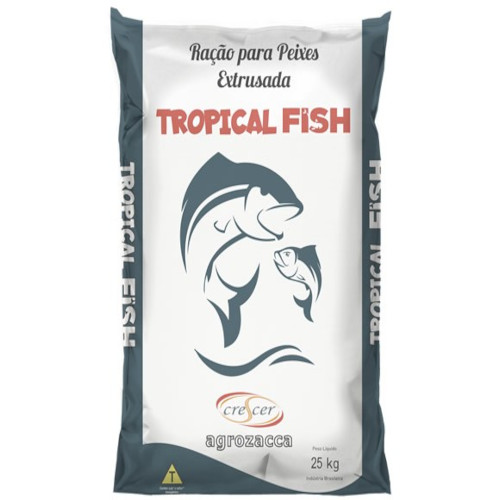 Ração para Peixes
Extrusada
TROPICAL FISH
TROPICAL FISH
TROPICAL FISH
creScer
agrozacca
Peso Líquido
25 kg
Indústria Brasileira
T